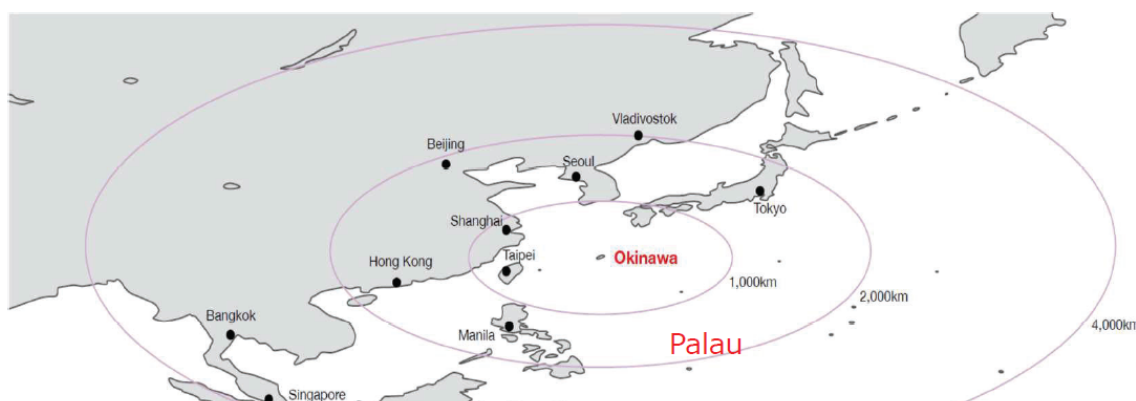 Vladivostok
Beijing
Seoul
Tokyo
Shanghai
Taipei
Okinawa
Hong Kong
1,000km
2,000km
4,000km
Bangkok
Manila
Palau
Singapore